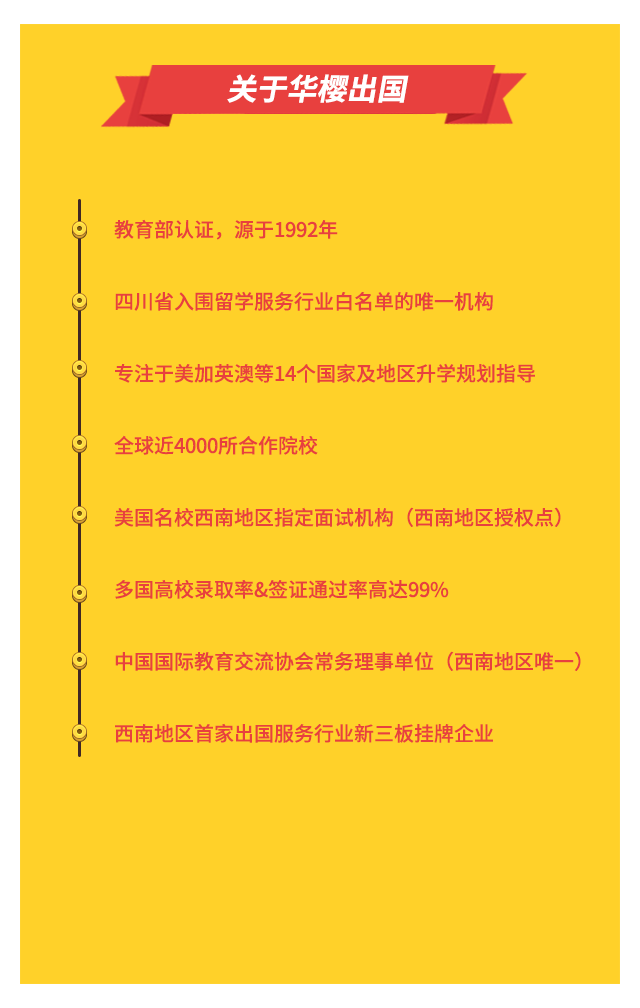 关于华樱出国
教育部认证，源于1992年
四川省入围留学服务行业白名单的唯一机构
专注于美加英澳等14个国家及地区升学规划指导
全球近4000所合作院校
美国名校西南地区指定面试机构（西南地区授权点）
多国高校录取率&签证通过率高达99%
中国国际教育交流协会常务理事单位（西南地区唯一）
西南地区首家出国服务行业新三板挂牌企业